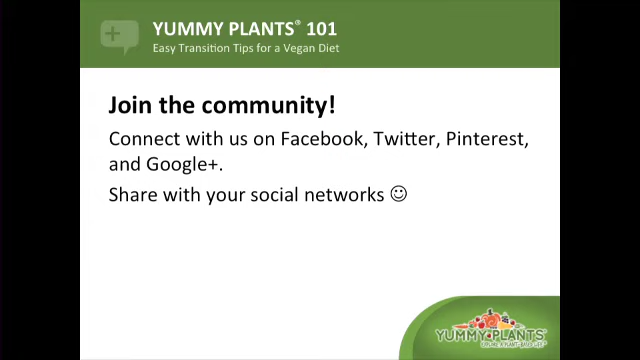 YUMMY PLANTS® 101
Easy Transition Tips for a Vegan Diet
Join the community!
Connect with us on Facebook, Twitter, Pinterest,
and Google+.
Share with your social networks ☺
YUMMY PLANTS